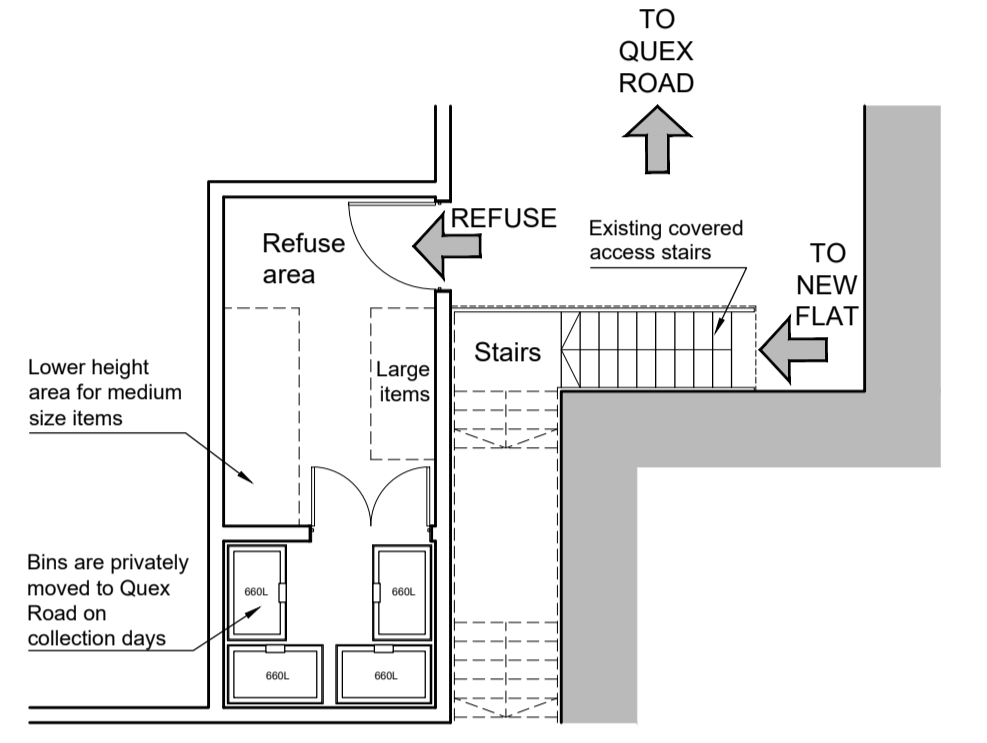 TO
QUEX
ROAD
REFUSE
Refuse
area
Existing covered
access stairs
TO
NEW
FLAT
Stairs
Large
items
Lower height
area for medium
size items
Bins are privately
moved to Quex
Road on
collection days
660L
660L
660L
660L